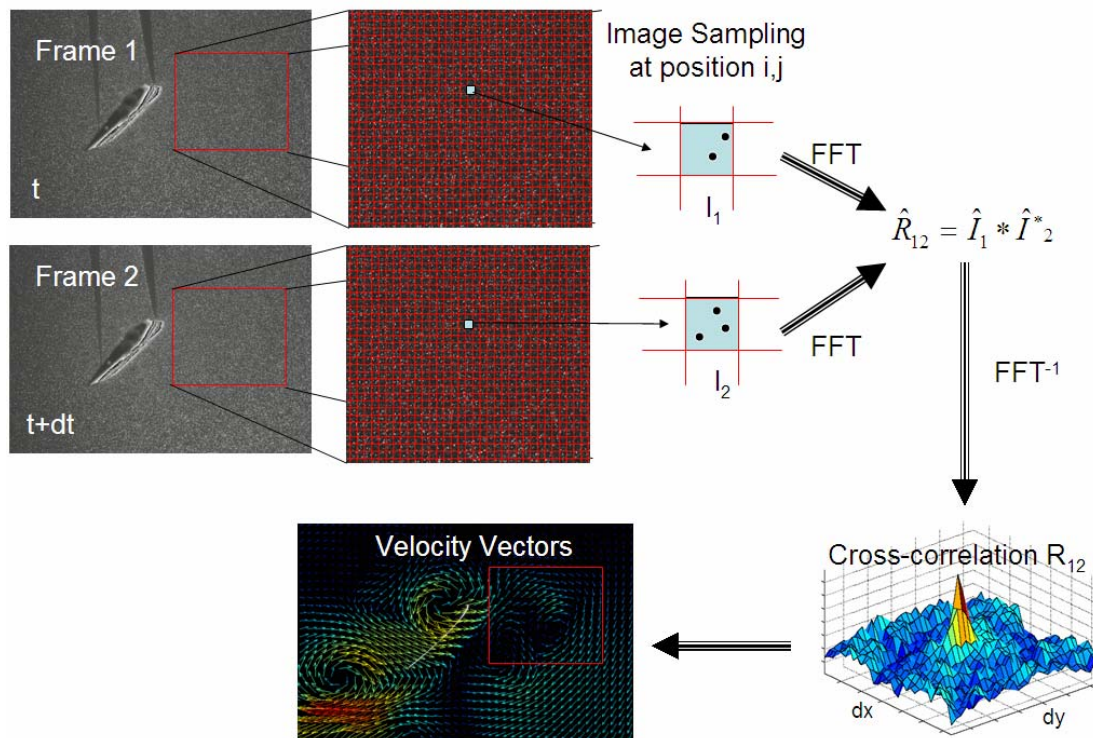 Frame 1
t
Image Sampling
at position i,j
I₁
FFT
R̂₁₂ = Î₁ * Î*₂
Frame 2
t+dt
I₂
FFT
FFT⁻¹
Velocity Vectors
Cross-correlation R₁₂
dx
dy